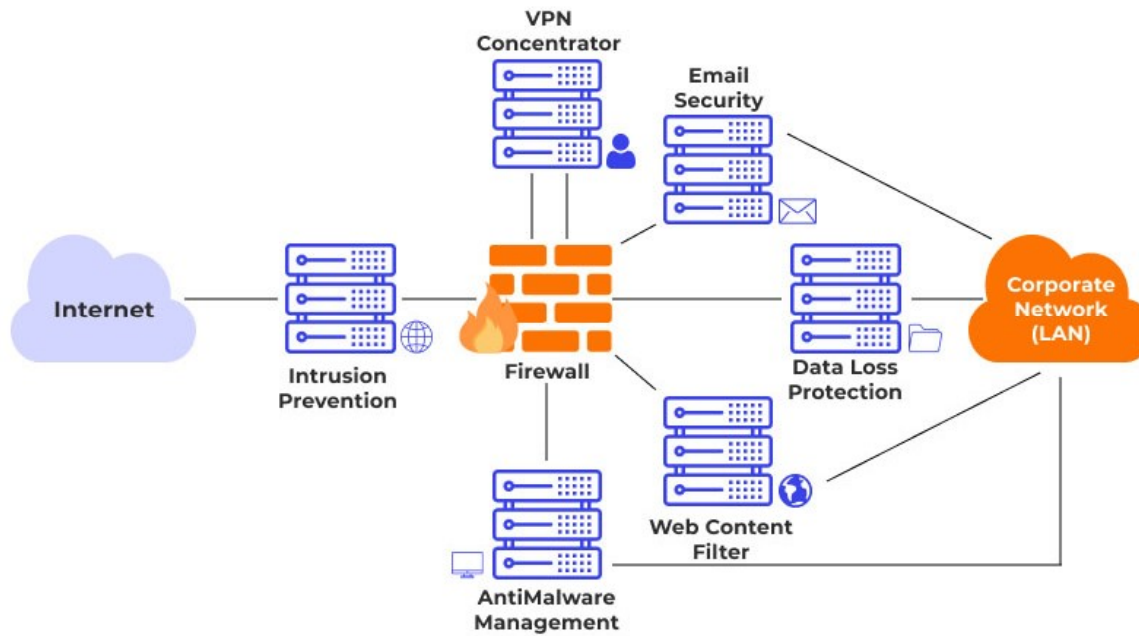 VPN
Concentrator
Email
Security
Internet
Intrusion
Prevention
Firewall
Data Loss
Protection
Corporate
Network
(LAN)
Web Content
Filter
AntiMalware
Management